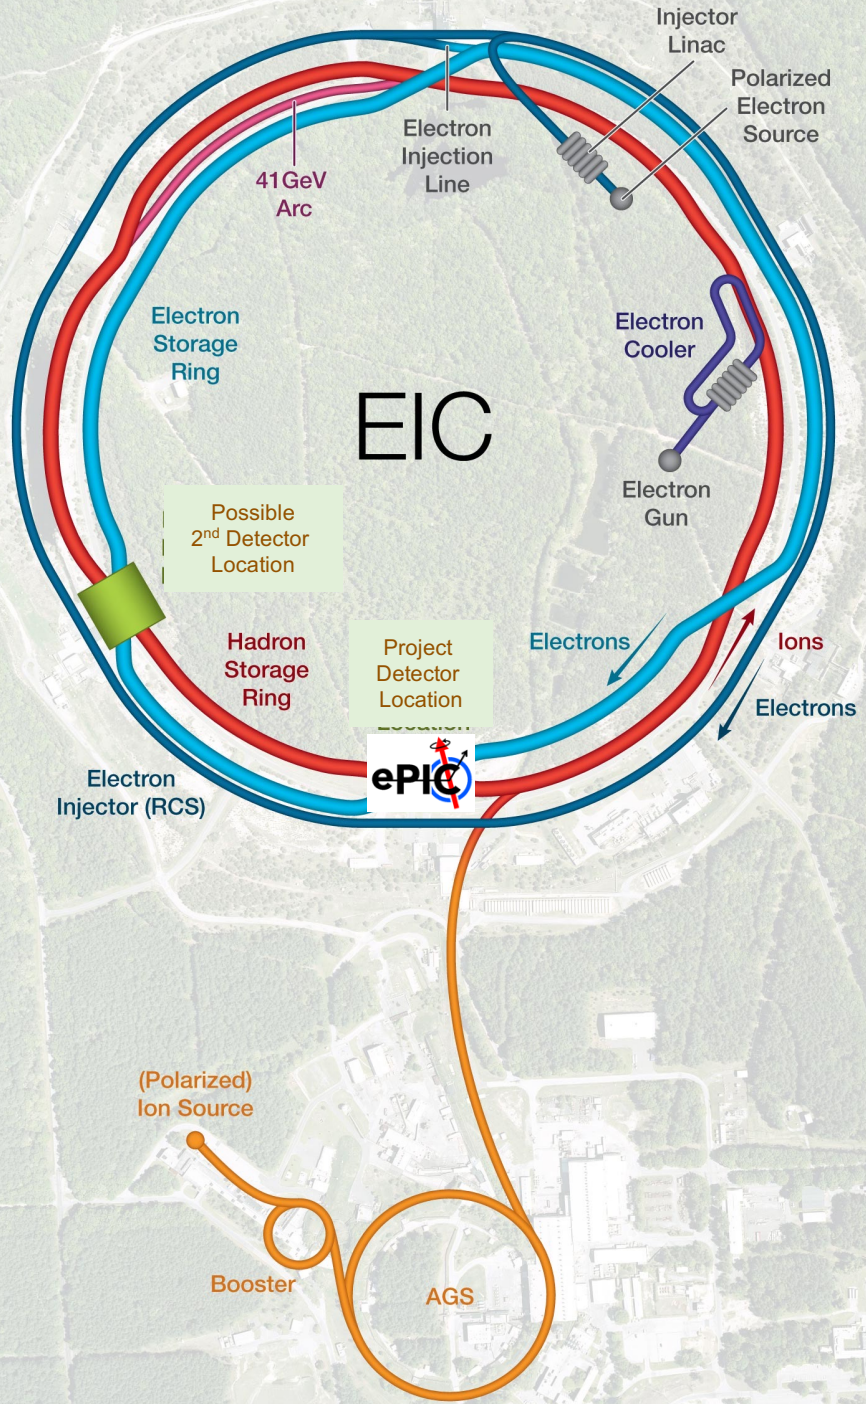 Injector
Linac
Polarized
Electron
Source
Electron
Injection
Line
41GeV
Arc
Electron
Storage
Ring
Electron
Cooler
EIC
Electron
Gun
Possible
2nd Detector
Location
Hadron
Storage
Ring
Project
Detector
Location
Location
Electrons
Ions
Electrons
ePIC
Electron
Injector (RCS)
(Polarized)
Ion Source
Booster
AGS